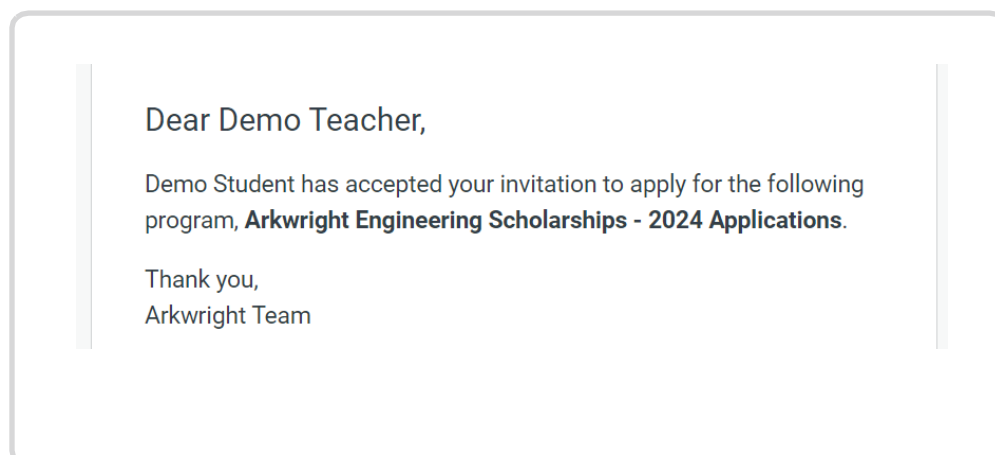 Dear Demo Teacher,
Demo Student has accepted your invitation to apply for the following
program, Arkwright Engineering Scholarships - 2024 Applications.
Thank you,
Arkwright Team